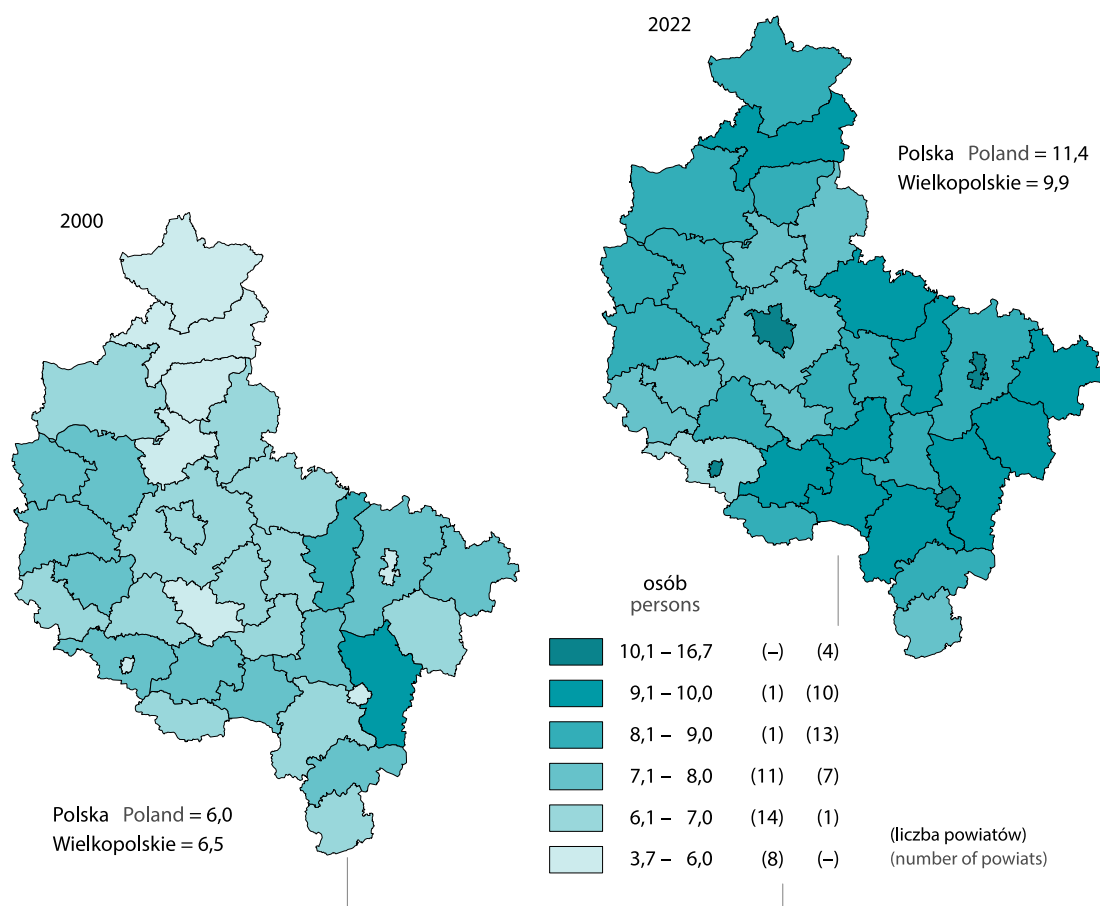 2022
Polska Poland = 11,4
Wielkopolskie = 9,9
2000
Polska Poland = 6,0
Wielkopolskie = 6,5
osób
persons
10,1 – 16,7 (–) (4)
9,1 – 10,0 (1) (10)
8,1 – 9,0 (1) (13)
7,1 – 8,0 (11) (7)
6,1 – 7,0 (14) (1)
3,7 – 6,0 (8) (–)
(liczba powiatów)
(number of powiats)